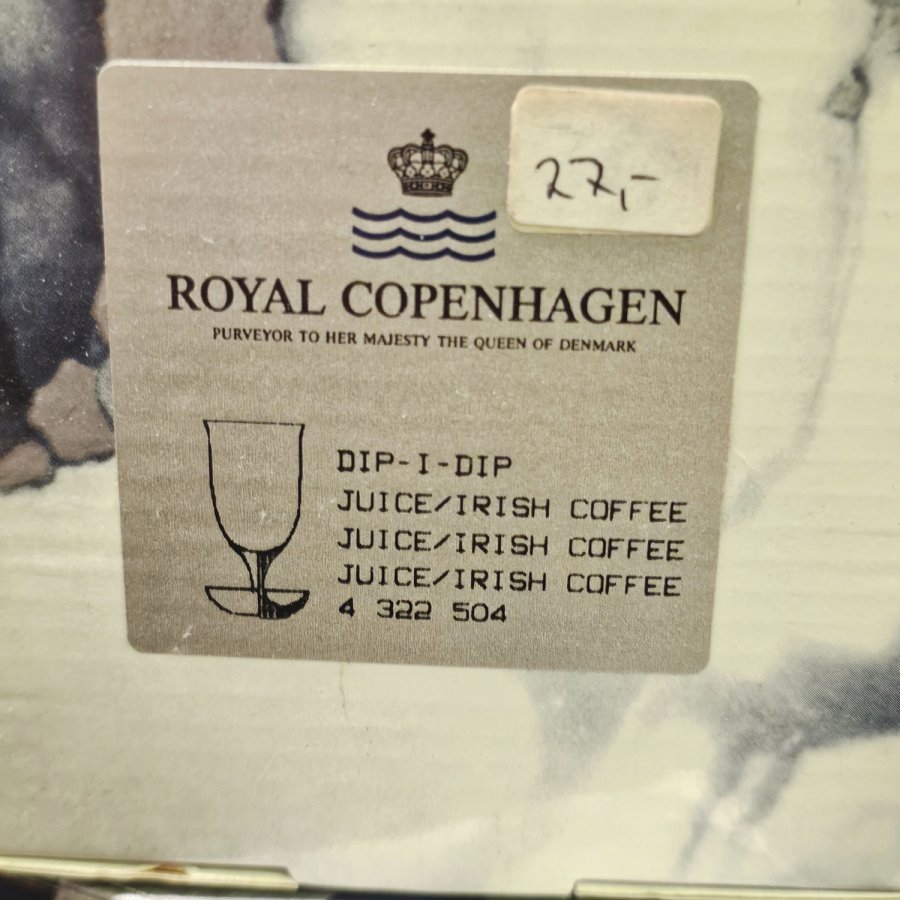 27,-
ROYAL COPENHAGEN
PURVEYOR TO HER MAJESTY THE QUEEN OF DENMARK
DIP-I-DIP
JUICE/IRISH COFFEE
JUICE/IRISH COFFEE
JUICE/IRISH COFFEE
4 322 504